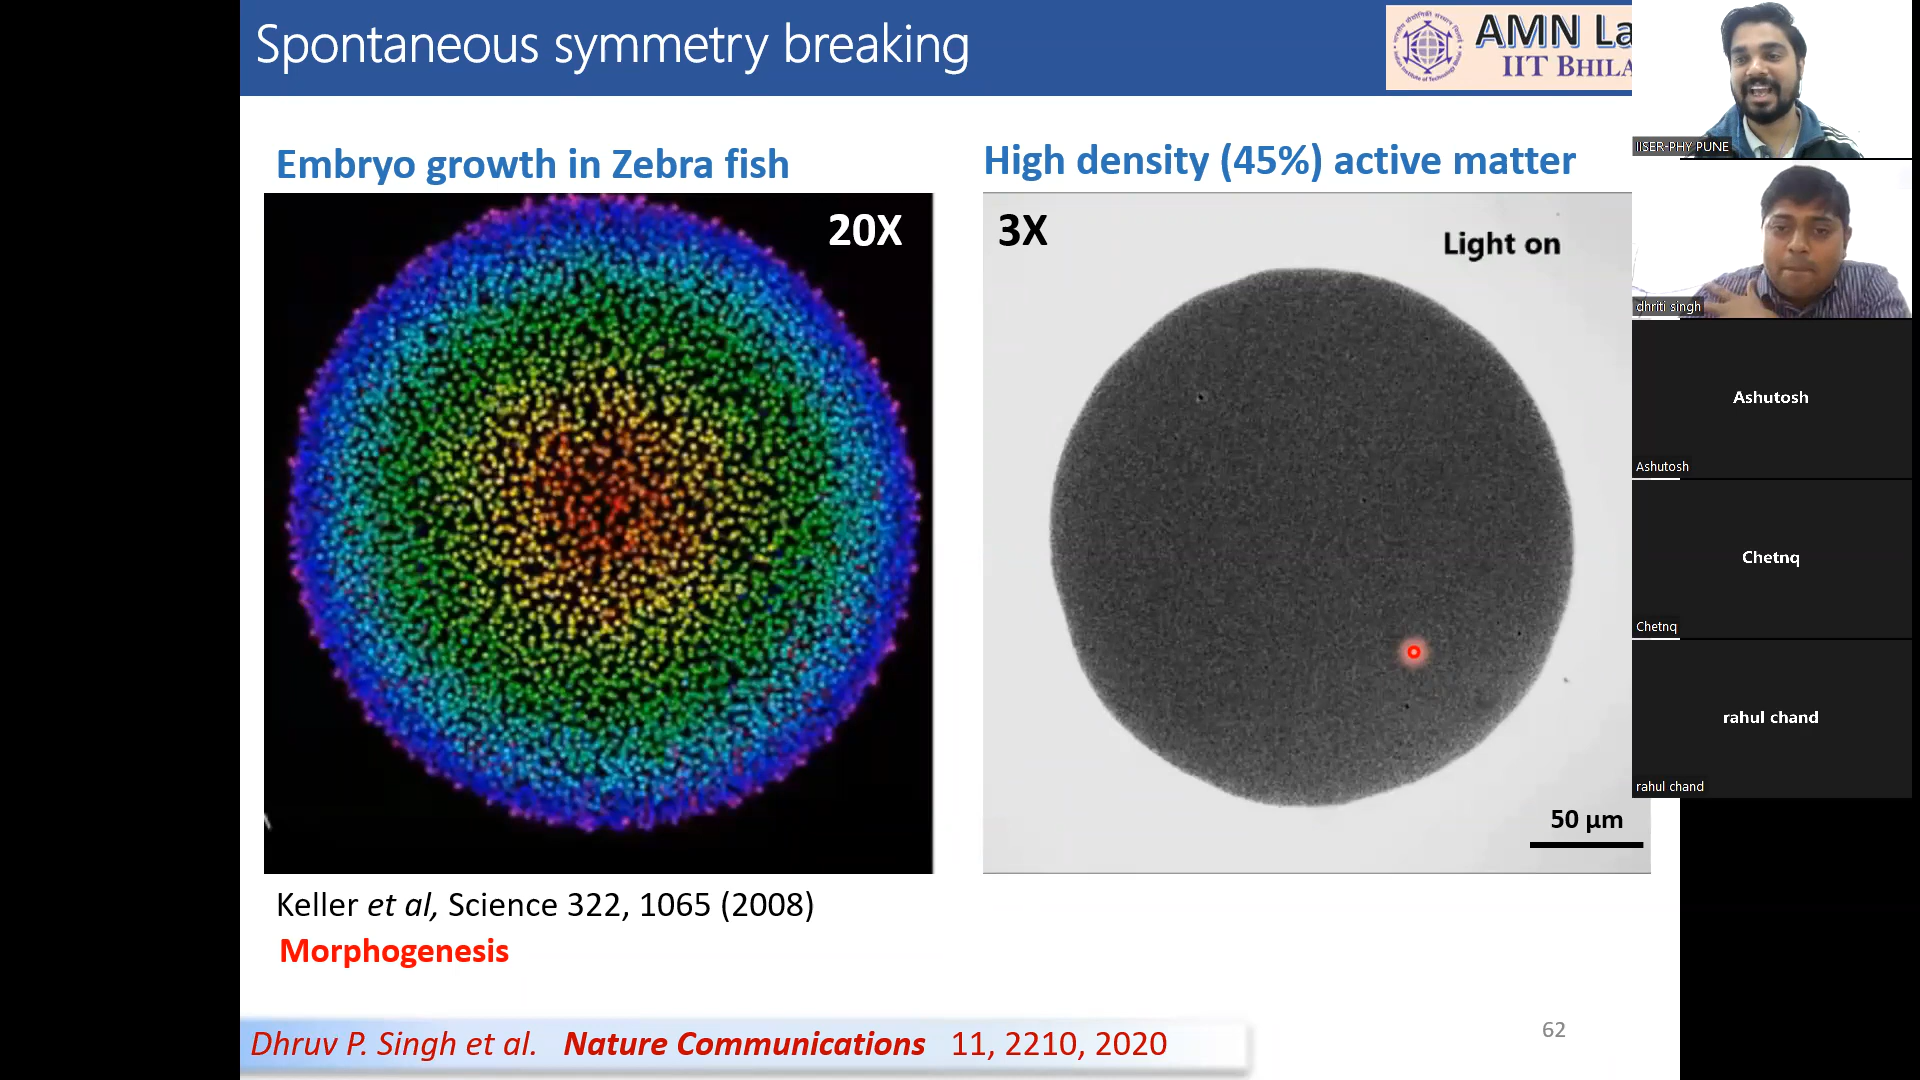 Spontaneous symmetry breaking
AMN La
IIT BHILA
Embryo growth in Zebra fish
High density (45%) active matter
20X
3X
Light on
50 µm
Keller et al, Science 322, 1065 (2008)
Morphogenesis
Dhruv P. Singh et al. Nature Communications 11, 2210, 2020
62
IISER-PHY PUNE
dhriti singh
Ashutosh
Ashutosh
Chetnq
Chetnq
rahul chand
rahul chand